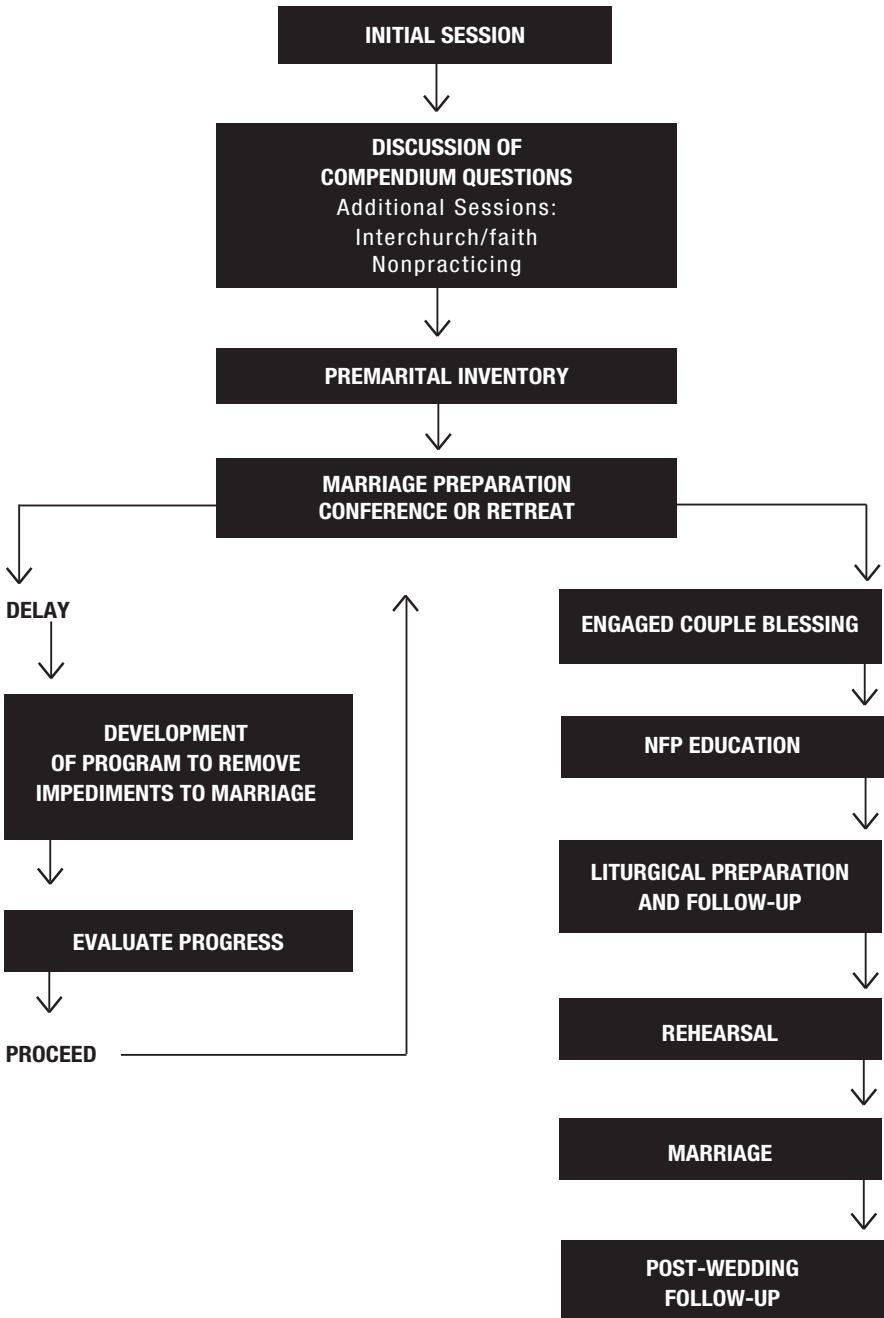 INITIAL SESSION
DISCUSSION OF
COMPENDIUM QUESTIONS
Additional Sessions:
Interchurch/faith
Nonpracticing
PREMARITAL INVENTORY
MARRIAGE PREPARATION
CONFERENCE OR RETREAT
DELAY
DEVELOPMENT
OF PROGRAM TO REMOVE
IMPEDIMENTS TO MARRIAGE
EVALUATE PROGRESS
PROCEED
ENGAGED COUPLE BLESSING
NFP EDUCATION
LITURGICAL PREPARATION
AND FOLLOW-UP
REHEARSAL
MARRIAGE
POST-WEDDING
FOLLOW-UP